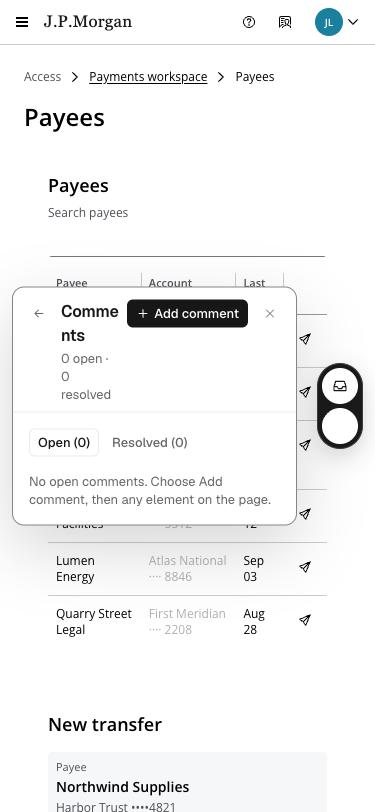 J.P.Morgan
JL
Access > Payments workspace > Payees
Payees
Payees
Search payees
Payee Account Last
Comme
nts
+ Add comment
0 open ·
0
resolved
Open (0) Resolved (0)
No open comments. Choose Add
comment, then any element on the page.
Facilities ···· 5512 12
Lumen Atlas National Sep
Energy ···· 8846 03
Quarry Street First Meridian Aug
Legal ···· 2208 28
New transfer
Payee
Northwind Supplies
Harbor Trust ••••4821